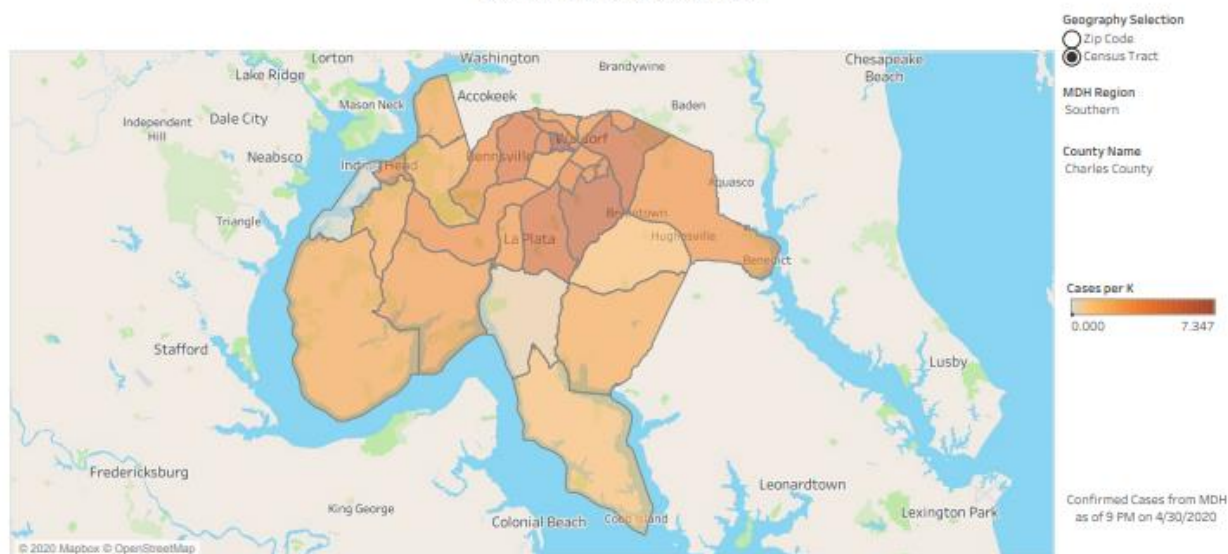 Geography Selection
Zip Code
Census Tract
MDH Region
Southern
County Name
Charles County
Cases per K
0.000 7.347
Confirmed Cases from MDH
as of 9 PM on 4/30/2020
Lorton
Washington
Chesapeake
Beach
Lake Ridge
Brandywine
Mason Neck
Accokeek
Baden
Independent
Hill
Dale City
Neabsco
Waldorf
Head
Aquasco
Triangle
La Plata
Hughesville
Benedict
Stafford
Lusby
Fredericksburg
King George
Leonardtown
Lexington Park
Colonial Beach
Cobb Island
© 2020 Mapbox © OpenStreetMap